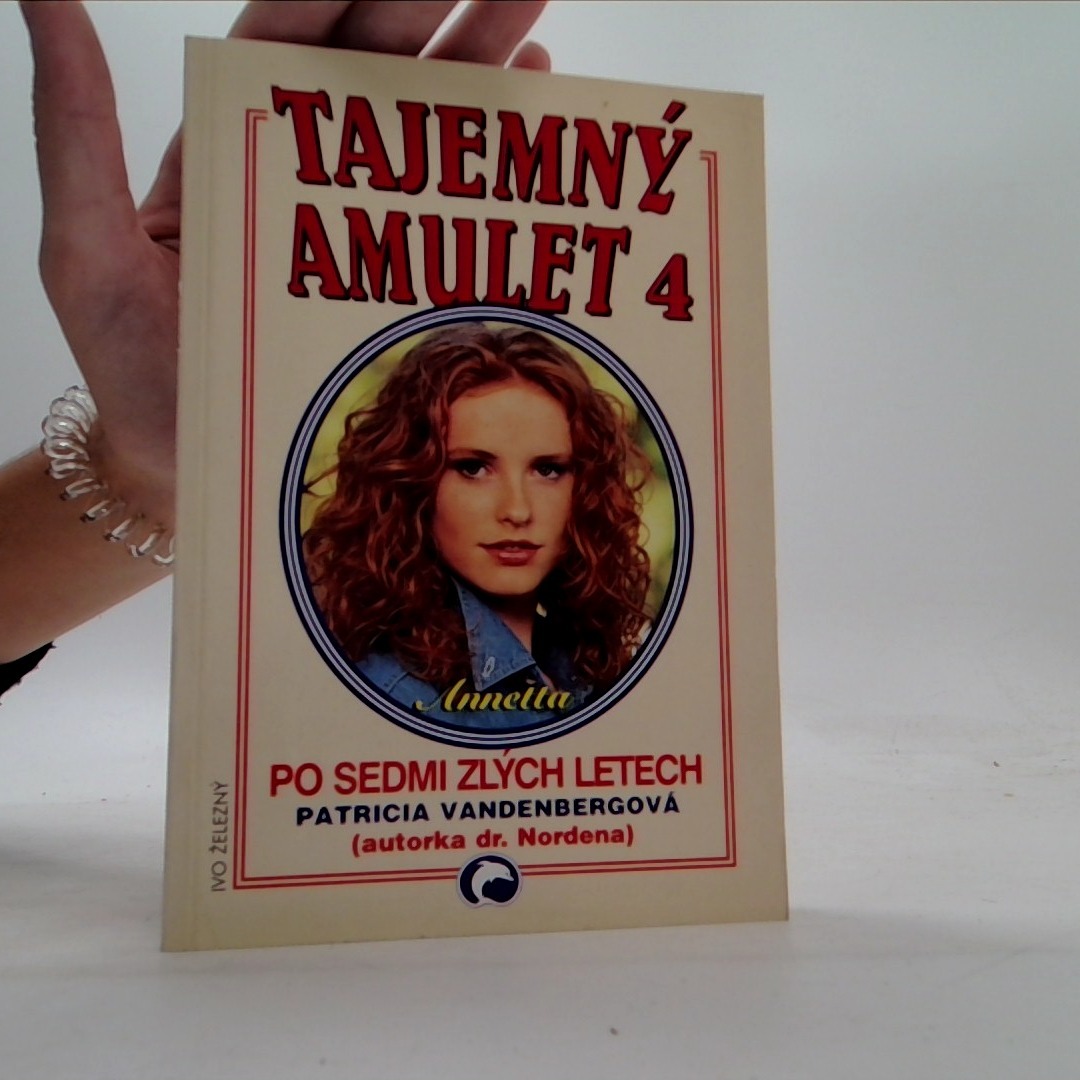 TAJEMNÝ
AMULET 4
Annetta
PO SEDMI ZLÝCH LETECH
PATRICIA VANDENBERGOVÁ
(autorka dr. Nordena)
IVO ŽELEZNÝ